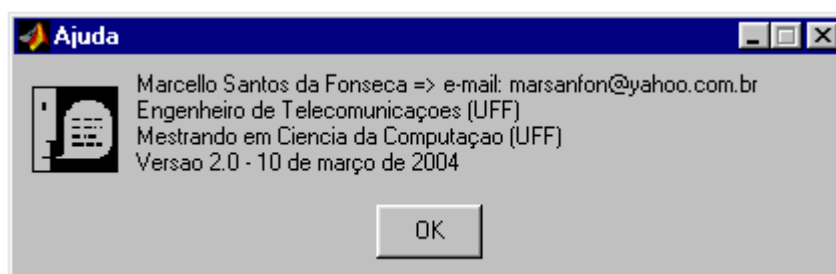 Ajuda
Marcello Santos da Fonseca => e-mail: marsanfon@yahoo.com.br
Engenheiro de Telecomunicaçoes (UFF)
Mestrando em Ciencia da Computaçao (UFF)
Versao 2.0 - 10 de março de 2004
OK